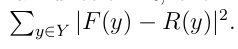 ∑_{y∈Y} |F(y) − R(y)|².